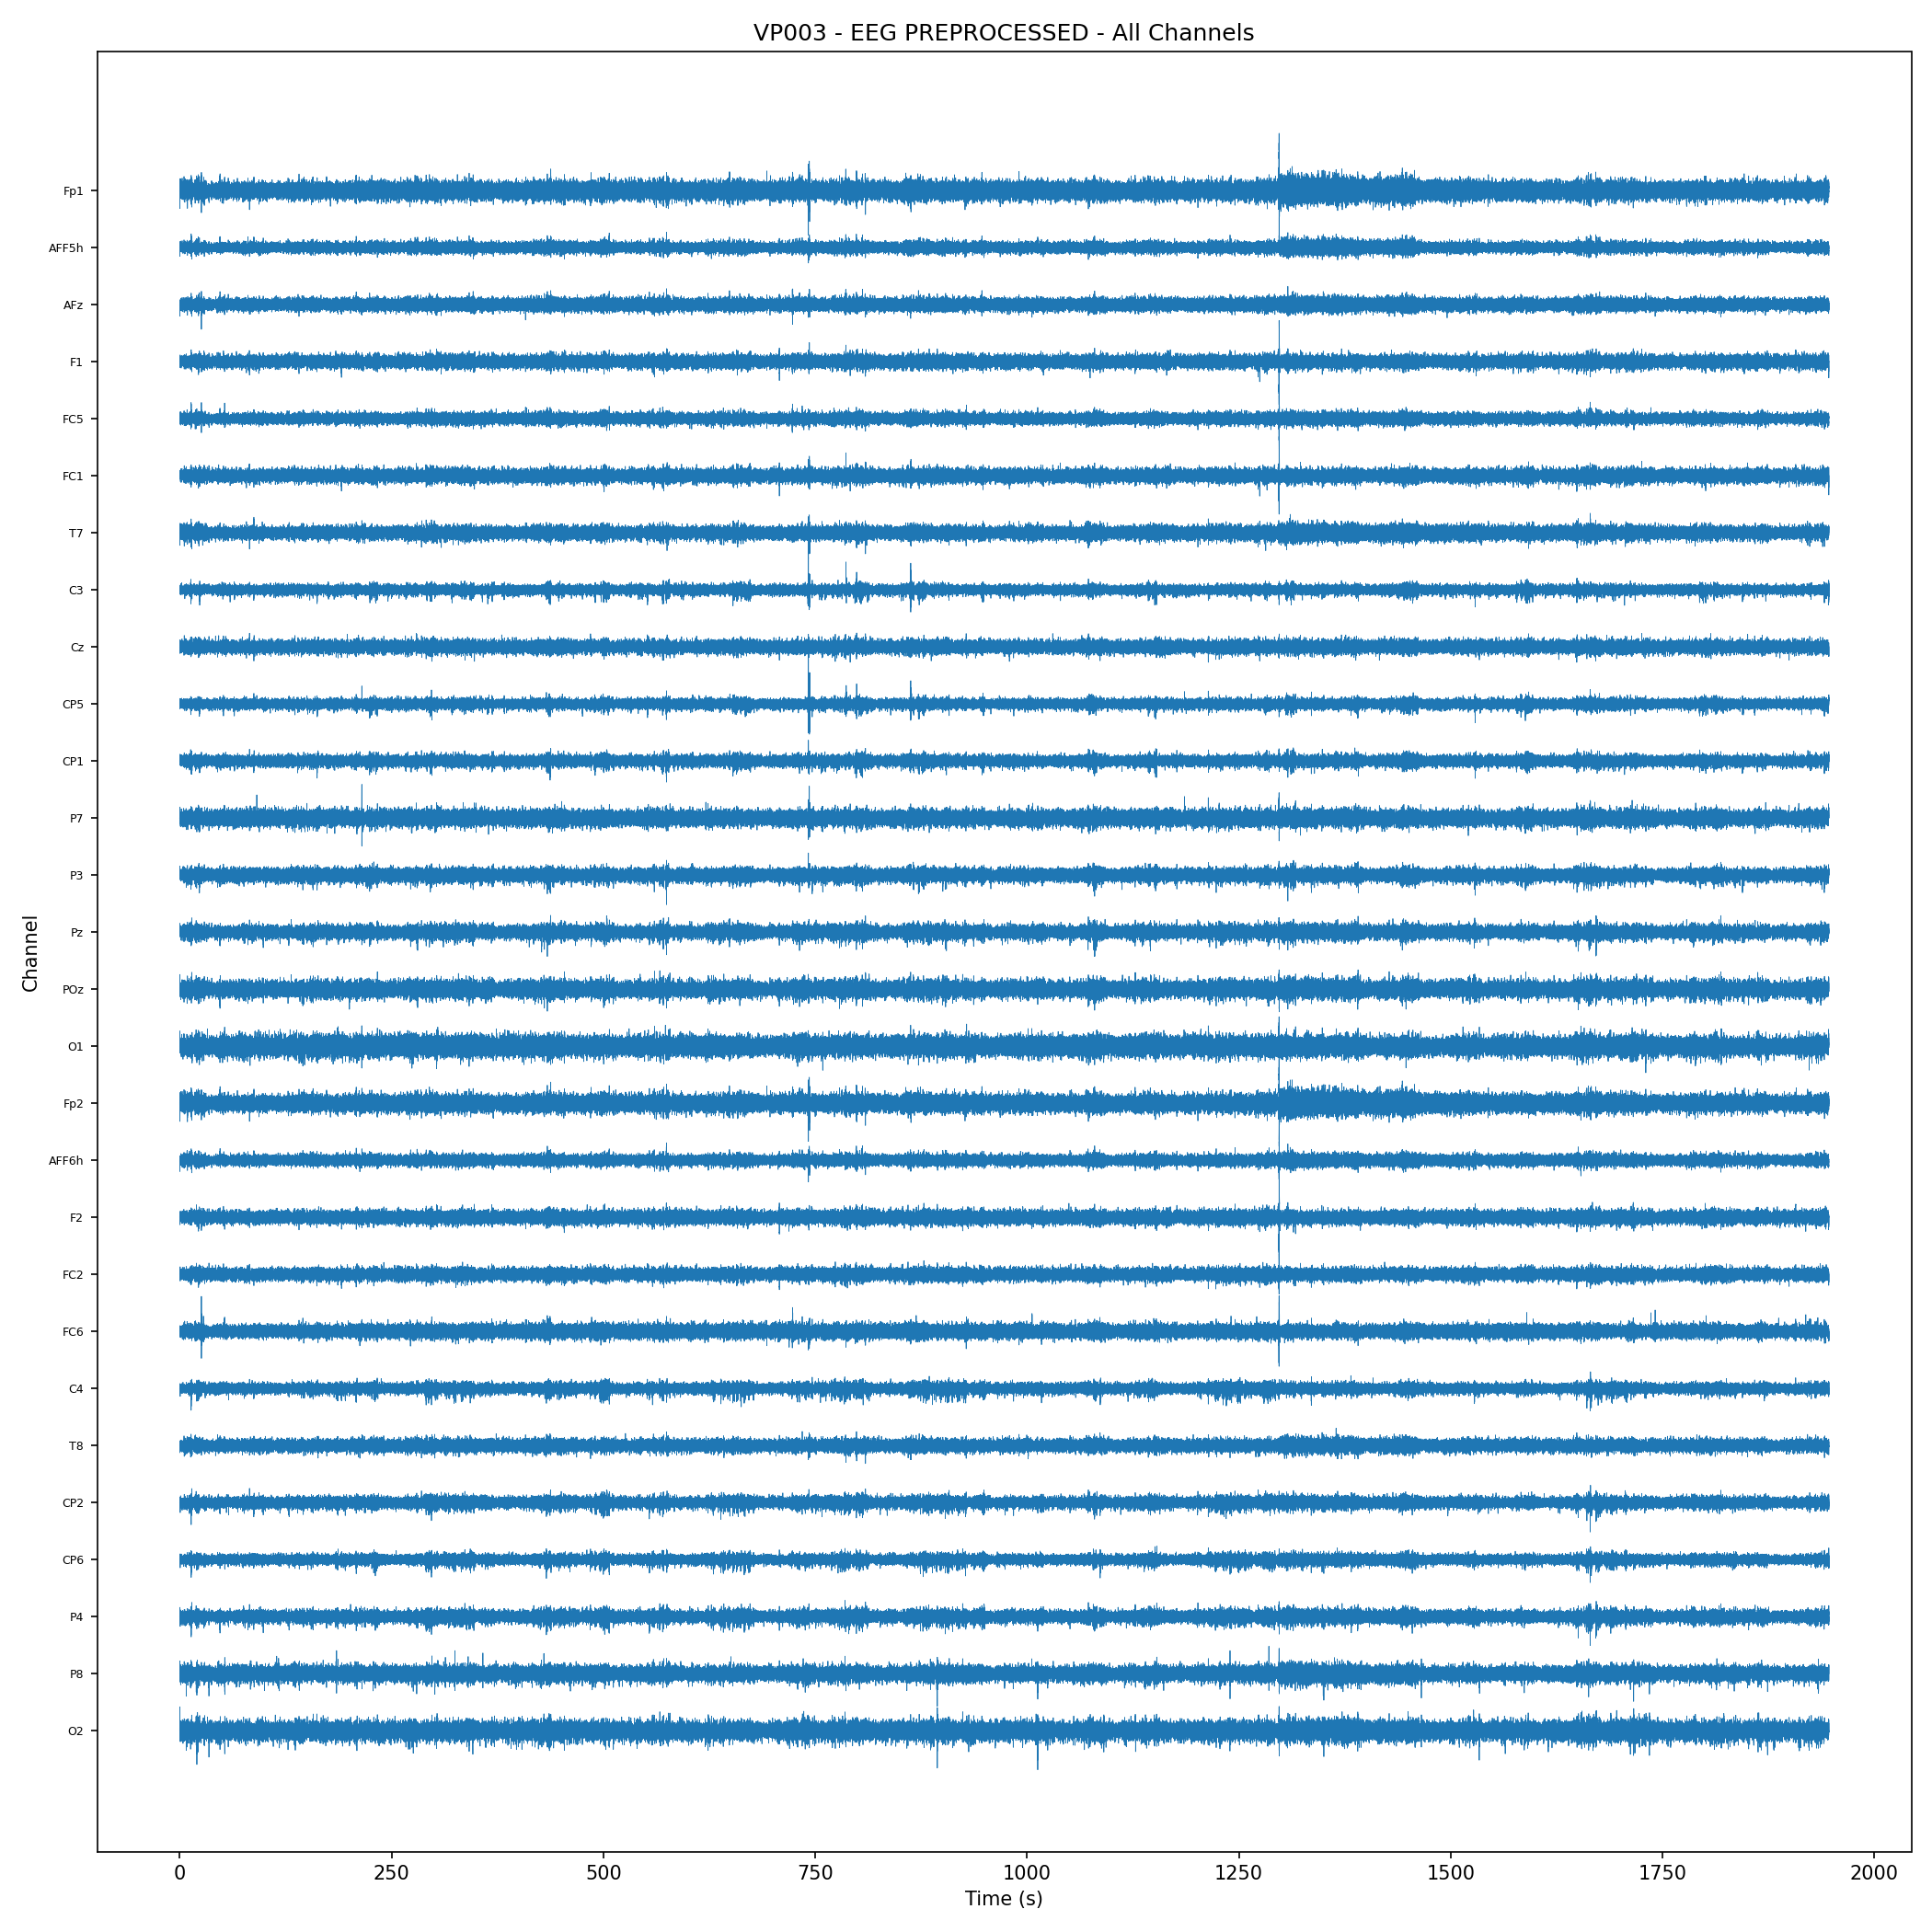 VP003 - EEG PREPROCESSED - All Channels
Fp1
AFF5h
AFz
F1
FC5
FC1
T7
C3
Cz
CP5
CP1
P7
P3
Pz
POz
O1
Fp2
AFF6h
F2
FC2
FC6
C4
T8
CP2
CP6
P4
P8
O2
Channel
0 250 500 750 1000 1250 1500 1750 2000
Time (s)